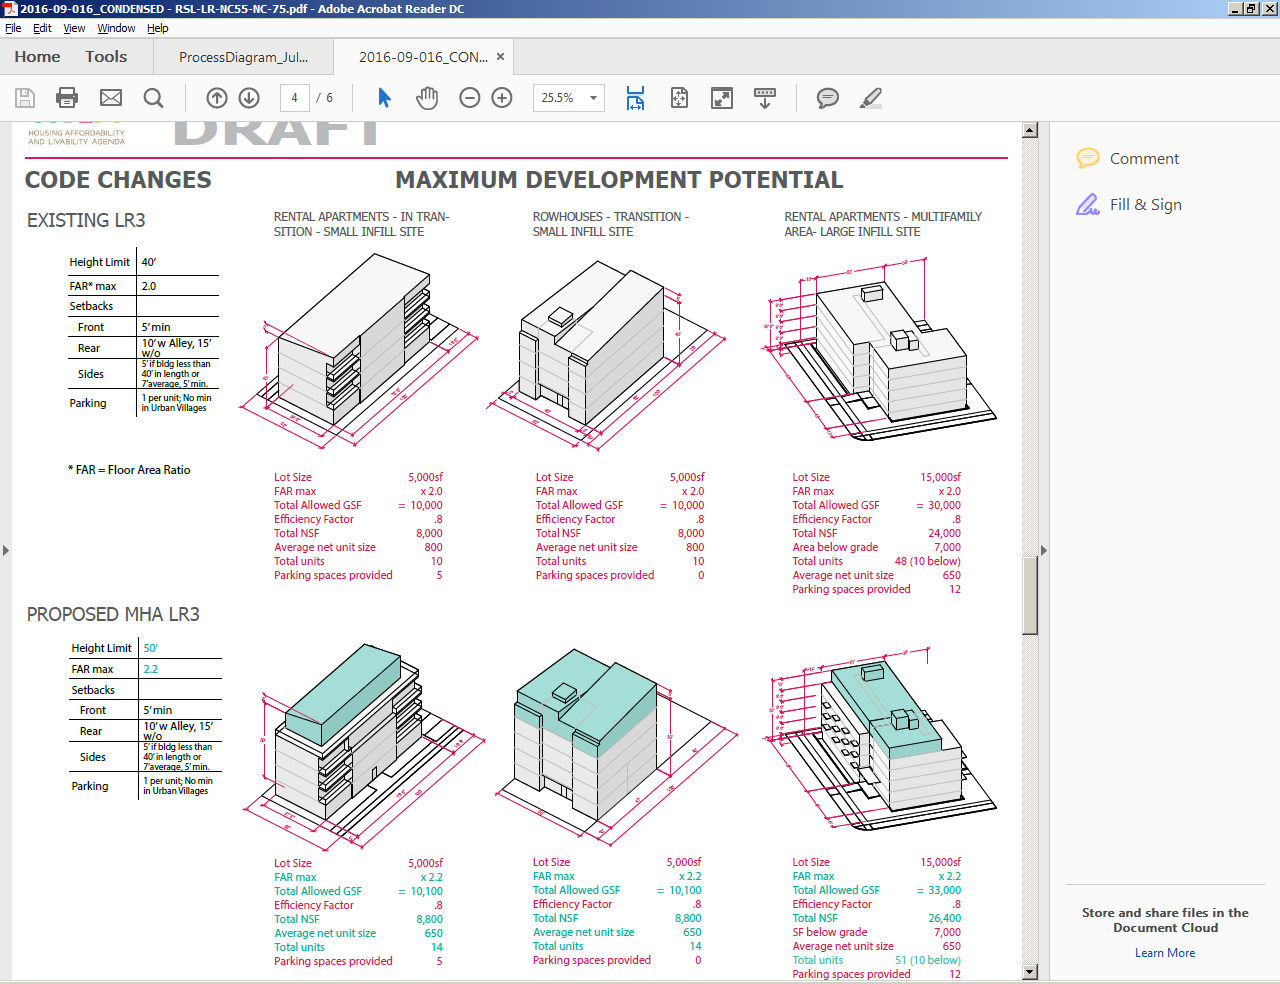 2016-09-016_CONDENSED - RSL-LR-NC55-NC-75.pdf - Adobe Acrobat Reader DC
File Edit View Window Help
Home Tools ProcessDiagram_Jul... 2016-09-016_CON... ×
4 / 6 25.5%
HOUSING AFFORDABILITY
AND LIVABILITY AGENDA
DRAFT
CODE CHANGES
MAXIMUM DEVELOPMENT POTENTIAL
EXISTING LR3
Height Limit 40'
FAR* max 2.0
Setbacks
Front 5' min
Rear 10' w Alley, 15'
w/o
Sides 5' if bldg less than
40' in length or
7' average, 5' min.
Parking 1 per unit; No min
in Urban Villages
* FAR = Floor Area Ratio
RENTAL APARTMENTS - IN TRAN-
SITION - SMALL INFILL SITE
Lot Size 5,000sf
FAR max x 2.0
Total Allowed GSF = 10,000
Efficiency Factor .8
Total NSF 8,000
Average net unit size 800
Total units 10
Parking spaces provided 5
ROWHOUSES - TRANSITION -
SMALL INFILL SITE
Lot Size 5,000sf
FAR max x 2.0
Total Allowed GSF = 10,000
Efficiency Factor .8
Total NSF 8,000
Average net unit size 800
Total units 10
Parking spaces provided 0
RENTAL APARTMENTS - MULTIFAMILY
AREA- LARGE INFILL SITE
Lot Size 15,000sf
FAR max x 2.0
Total Allowed GSF = 30,000
Efficiency Factor .8
Total NSF 24,000
Area below grade 7,000
Total units 48 (10 below)
Average net unit size 650
Parking spaces provided 12
PROPOSED MHA LR3
Height Limit 50'
FAR max 2.2
Setbacks
Front 5' min
Rear 10' w Alley, 15'
w/o
Sides 5' if bldg less than
40' in length or
7' average, 5' min.
Parking 1 per unit; No min
in Urban Villages
Lot Size 5,000sf
FAR max x 2.2
Total Allowed GSF = 10,100
Efficiency Factor .8
Total NSF 8,800
Average net unit size 650
Total units 14
Parking spaces provided 5
Lot Size 5,000sf
FAR max x 2.2
Total Allowed GSF = 10,100
Efficiency Factor .8
Total NSF 8,800
Average net unit size 650
Total units 14
Parking spaces provided 0
Lot Size 15,000sf
FAR max x 2.2
Total Allowed GSF = 33,000
Efficiency Factor .8
Total NSF 26,400
SF below grade 7,000
Average net unit size 650
Total units 51 (10 below)
Parking spaces provided 12
Comment
Fill & Sign
Store and share files in the
Document Cloud
Learn More